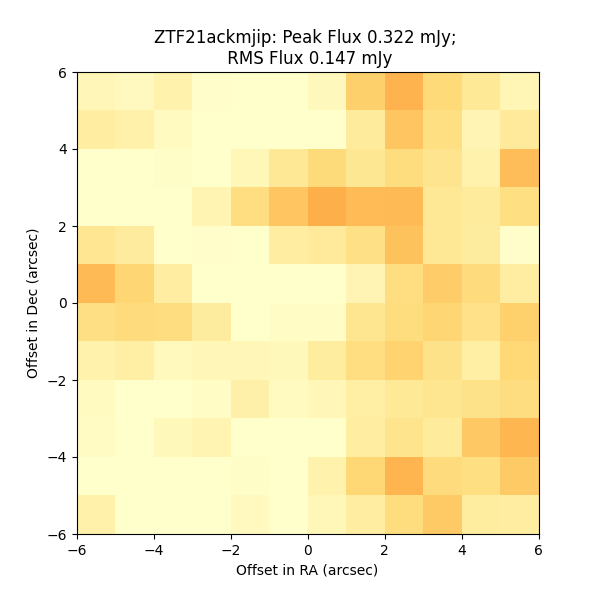 ZTF21ackmjip: Peak Flux 0.322 mJy;
RMS Flux 0.147 mJy
6
4
2
0
−2
−4
−6
Offset in Dec (arcsec)
−6 −4 −2 0 2 4 6
Offset in RA (arcsec)